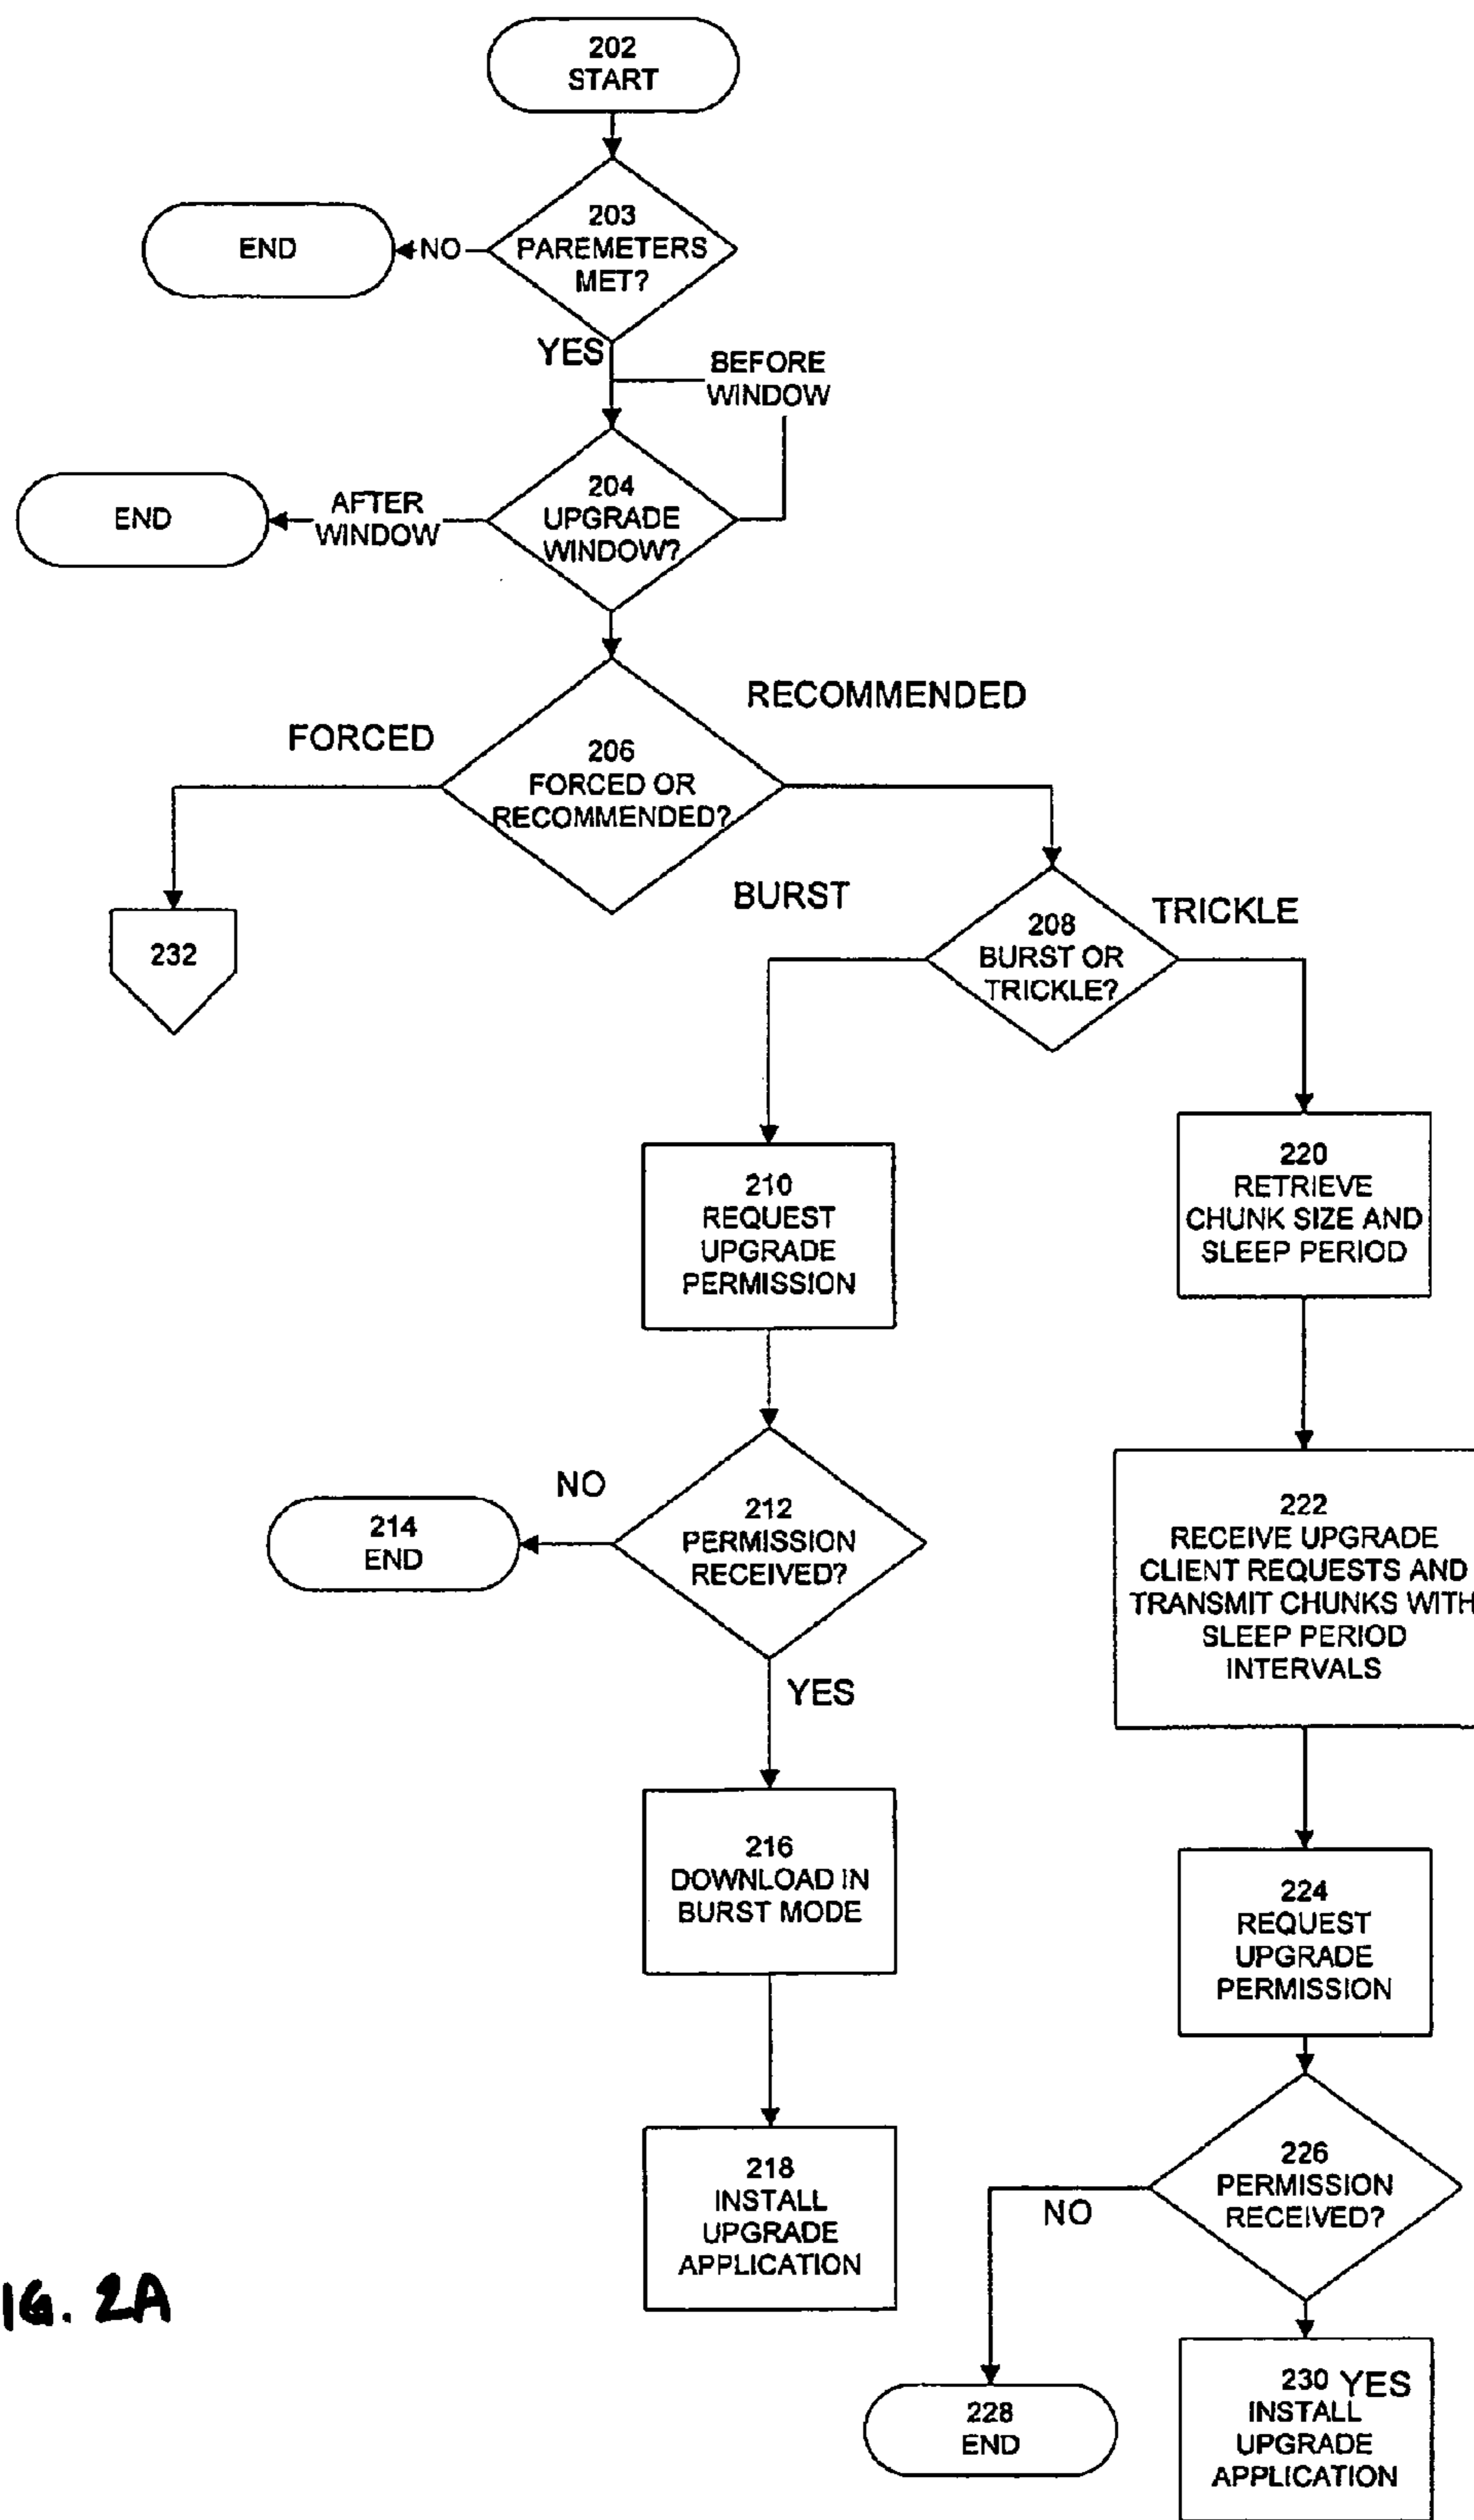 202
START
203
PAREMETERS
MET?
NO
END
YES
BEFORE
WINDOW
204
UPGRADE
WINDOW?
AFTER
WINDOW
END
206
FORCED OR
RECOMMENDED?
FORCED
RECOMMENDED
232
208
BURST OR
TRICKLE?
BURST
TRICKLE
210
REQUEST
UPGRADE
PERMISSION
220
RETRIEVE
CHUNK SIZE AND
SLEEP PERIOD
212
PERMISSION
RECEIVED?
NO
214
END
YES
222
RECEIVE UPGRADE
CLIENT REQUESTS AND
TRANSMIT CHUNKS WITH
SLEEP PERIOD
INTERVALS
216
DOWNLOAD IN
BURST MODE
224
REQUEST
UPGRADE
PERMISSION
218
INSTALL
UPGRADE
APPLICATION
226
PERMISSION
RECEIVED?
NO
228
END
230 YES
INSTALL
UPGRADE
APPLICATION
IG. 2A